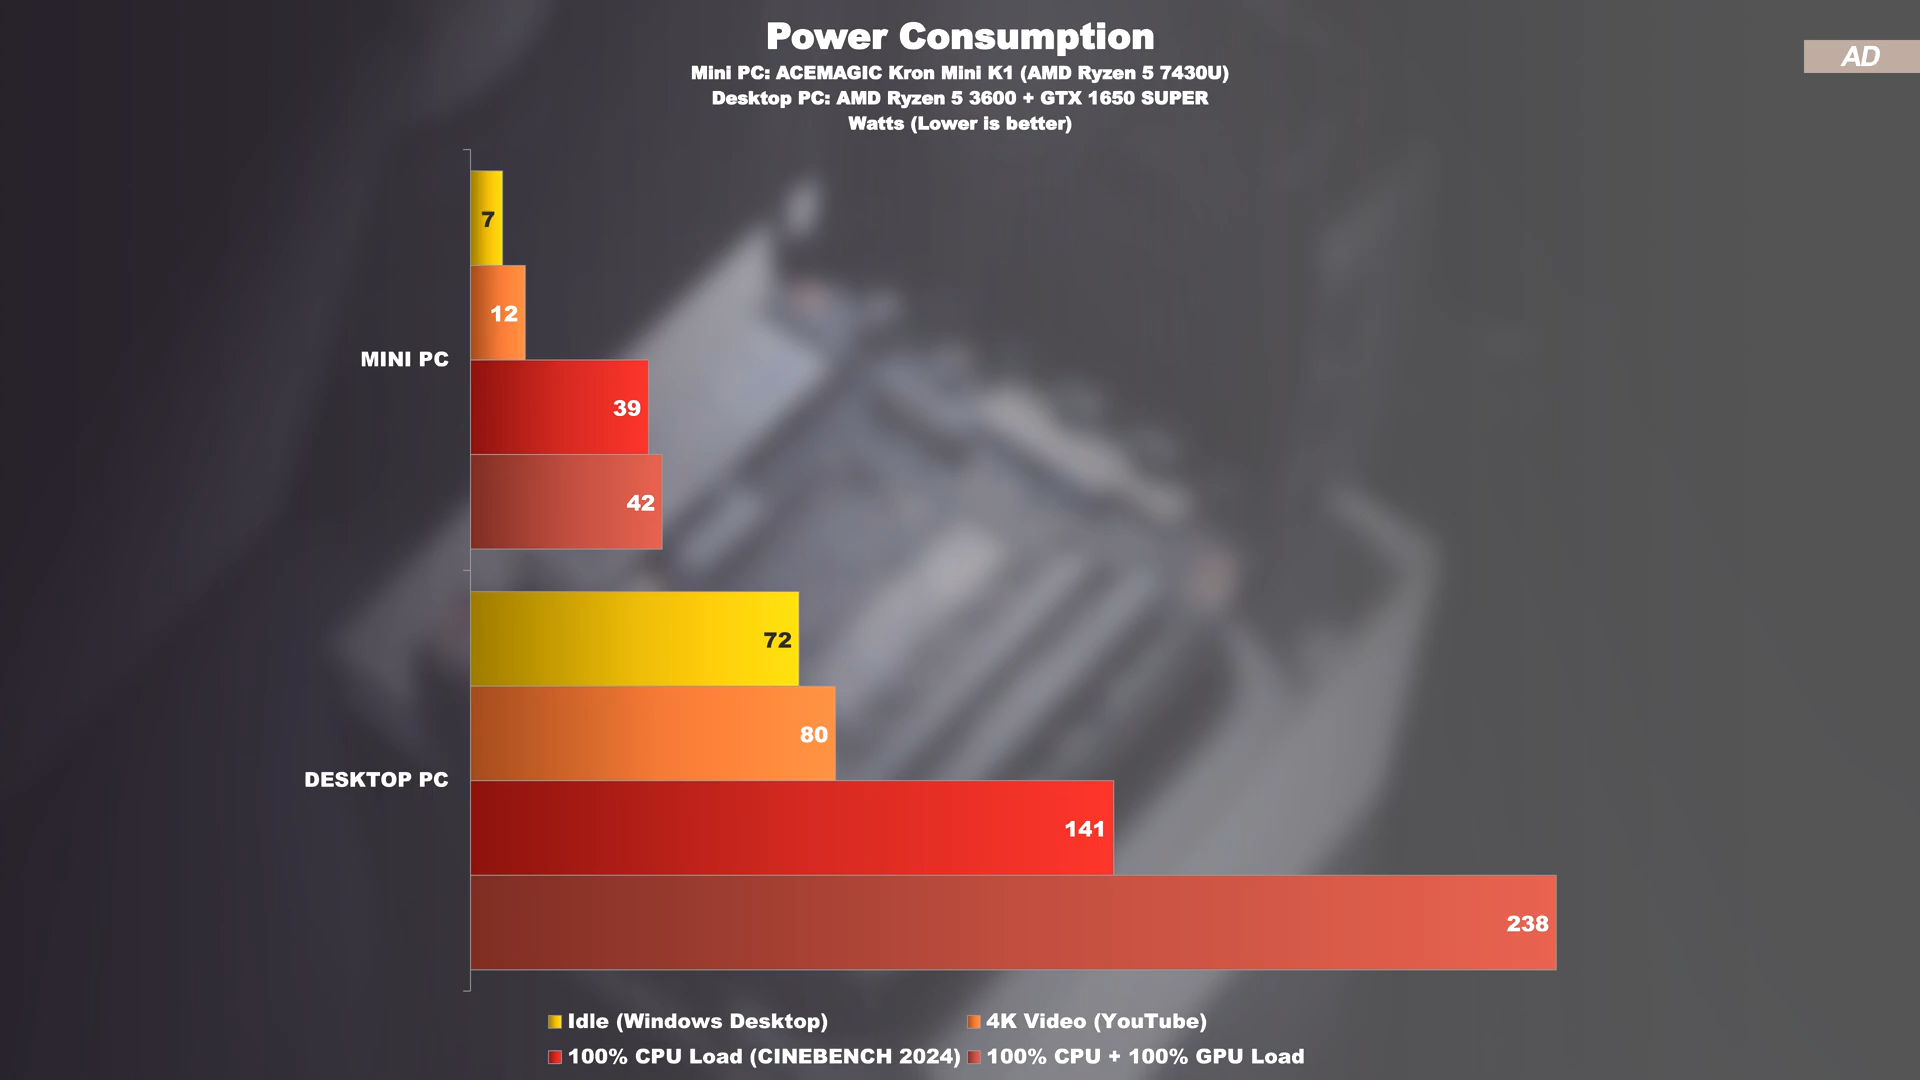 Power Consumption
Mini PC: ACEMAGIC Kron Mini K1 (AMD Ryzen 5 7430U)
Desktop PC: AMD Ryzen 5 3600 + GTX 1650 SUPER
Watts (Lower is better)
AD
7
12
MINI PC
39
42
72
80
DESKTOP PC
141
238
Idle (Windows Desktop)
4K Video (YouTube)
100% CPU Load (CINEBENCH 2024)
100% CPU + 100% GPU Load